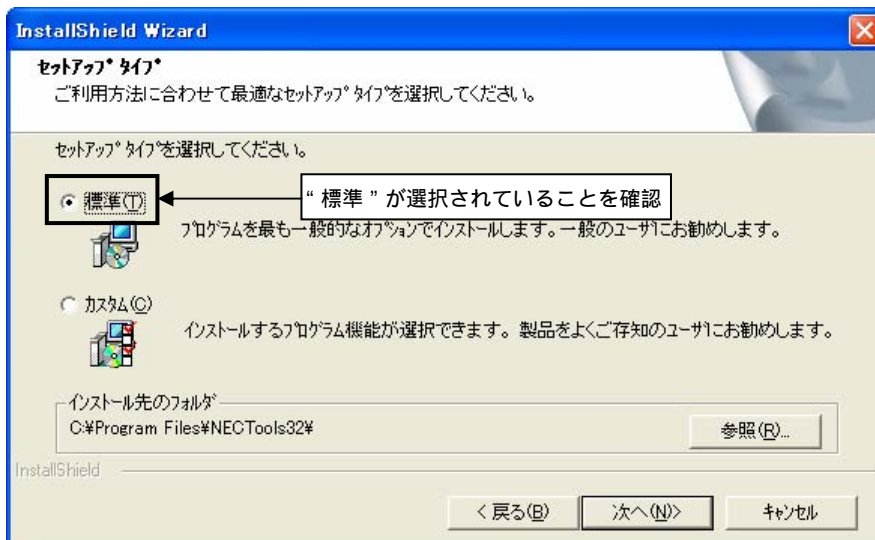 InstallShield Wizard
セットアップ タイプ
ご利用方法に合わせて最適なセットアップ タイプを選択してください。
セットアップ タイプを選択してください。
標準(T)
“ 標準 ” が選択されていることを確認
プログラムを最も一般的なオプションでインストールします。一般のユーザにお勧めします。
カスタム(C)
インストールするプログラム機能が選択できます。製品をよくご存知のユーザにお勧めします。
インストール先のフォルダ
C:¥Program Files¥NECTools32¥
参照(R)...
InstallShield
< 戻る(B)
次へ(N)>
キャンセル